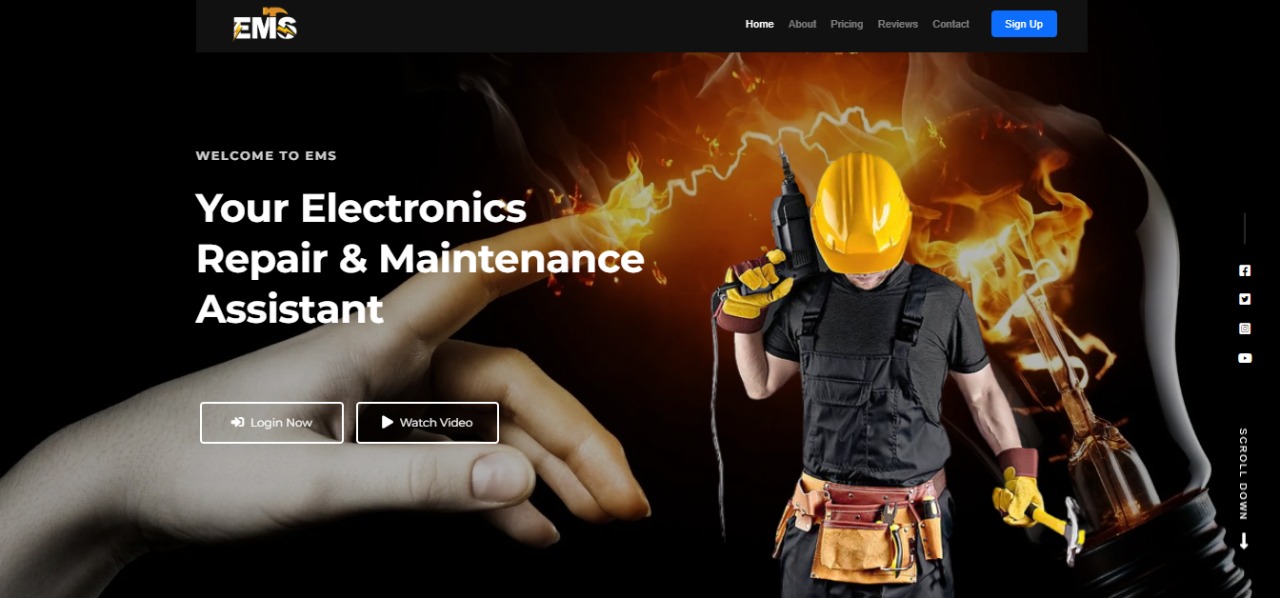 EMS
Home About Pricing Reviews Contact Sign Up
WELCOME TO EMS
Your Electronics
Repair & Maintenance
Assistant
Login Now Watch Video
SCROLL DOWN